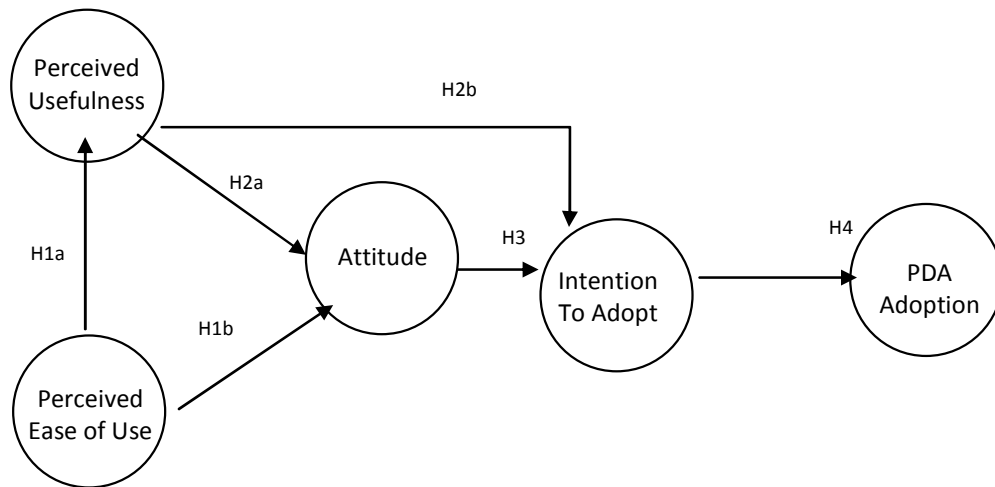 Perceived
Usefulness
H2b
H2a
H1a
Attitude
H3
H4
Intention
To Adopt
PDA
Adoption
H1b
Perceived
Ease of Use